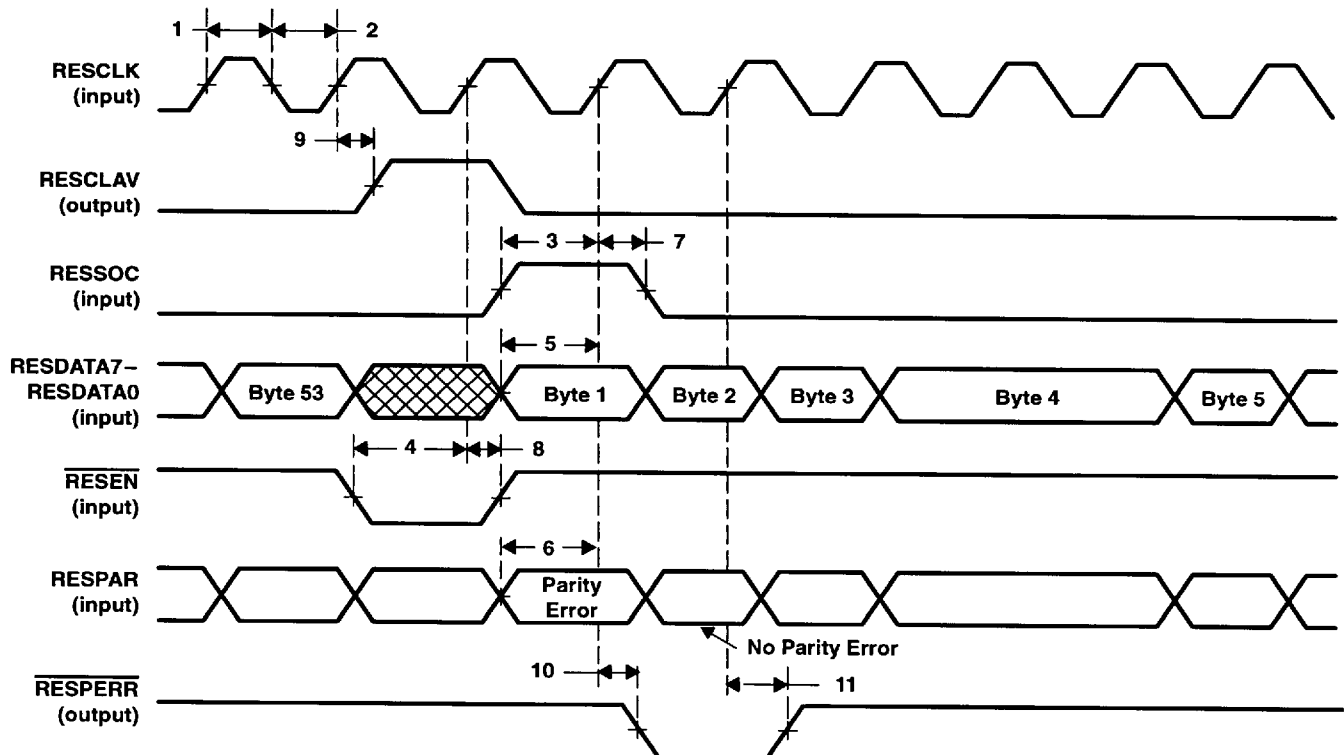 1
2
RESCLK
(input)
9
RESCLAV
(output)
3
7
RESSOC
(input)
5
RESDATA7–
RESDATA0
(input)
Byte 53
Byte 1
Byte 2
Byte 3
Byte 4
Byte 5
4
8
RESEN
(input)
6
RESPAR
(input)
Parity
Error
No Parity Error
10
11
RESPERR
(output)